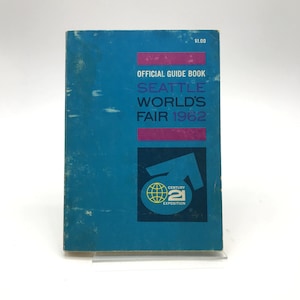 $1.00
OFFICIAL GUIDE BOOK
SEATTLE
WORLD'S
FAIR 1962
CENTURY
21
EXPOSITION